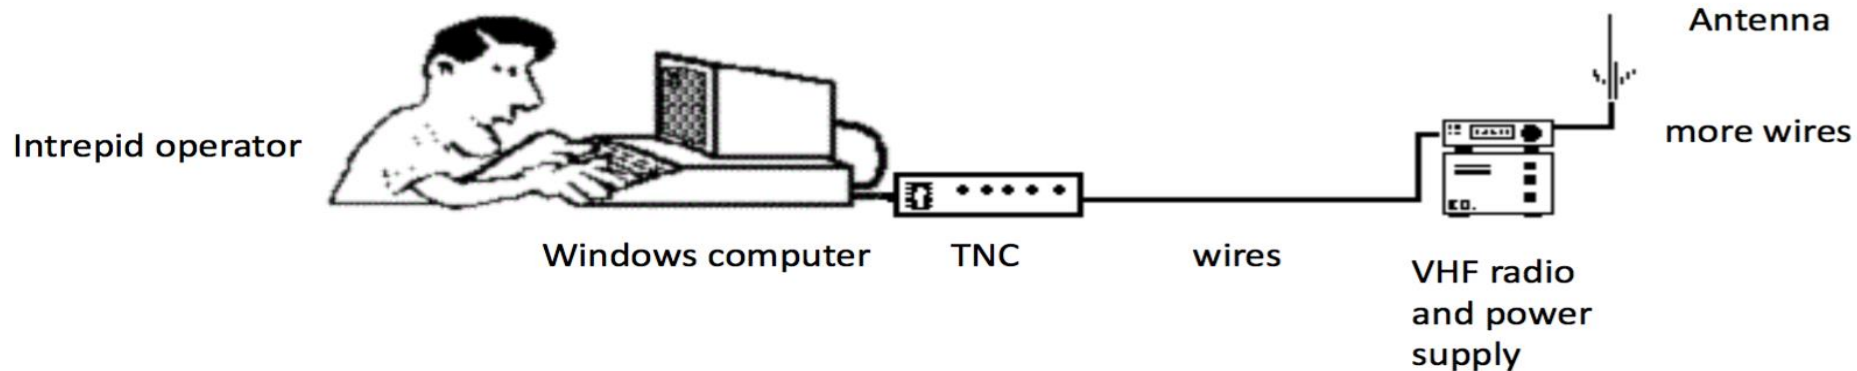 Antenna
Intrepid operator
more wires
Windows computer
TNC
wires
VHF radio
and power
supply